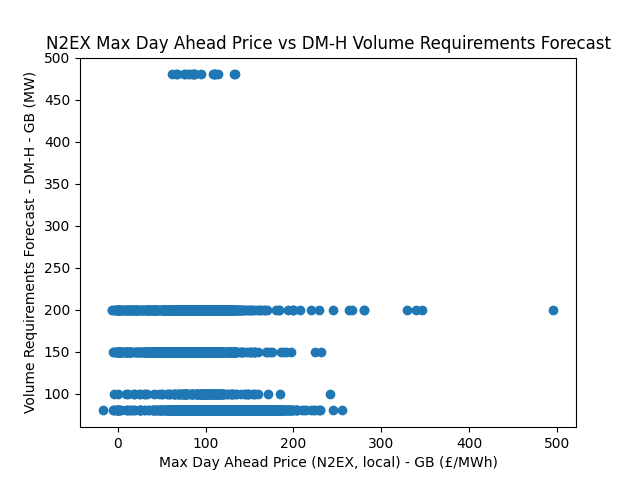 N2EX Max Day Ahead Price vs DM-H Volume Requirements Forecast
500
450
400
350
300
250
200
150
100
Volume Requirements Forecast - DM-H - GB (MW)
0 100 200 300 400 500
Max Day Ahead Price (N2EX, local) - GB (£/MWh)